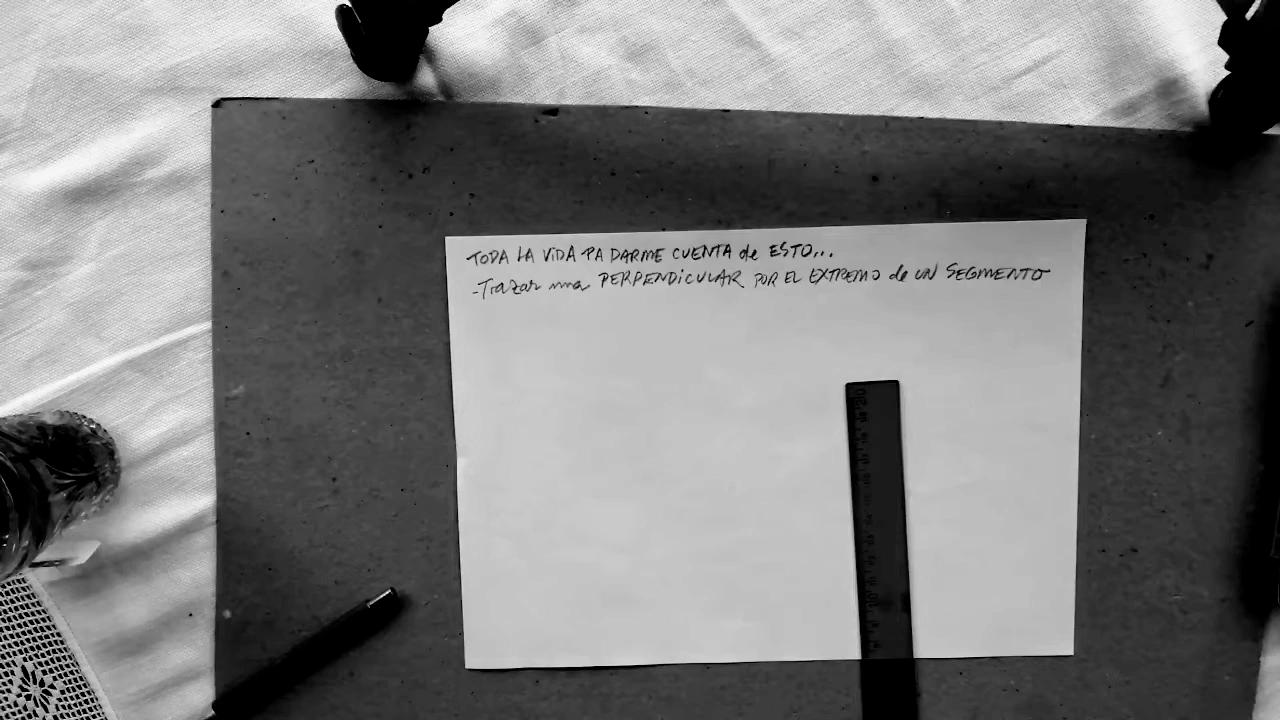 TODA LA ViDA PA DARME CUENTA de ESTO...
-Trazar una PERPENDiCULAR POR EL EXTREMO de UN SEGMENTO